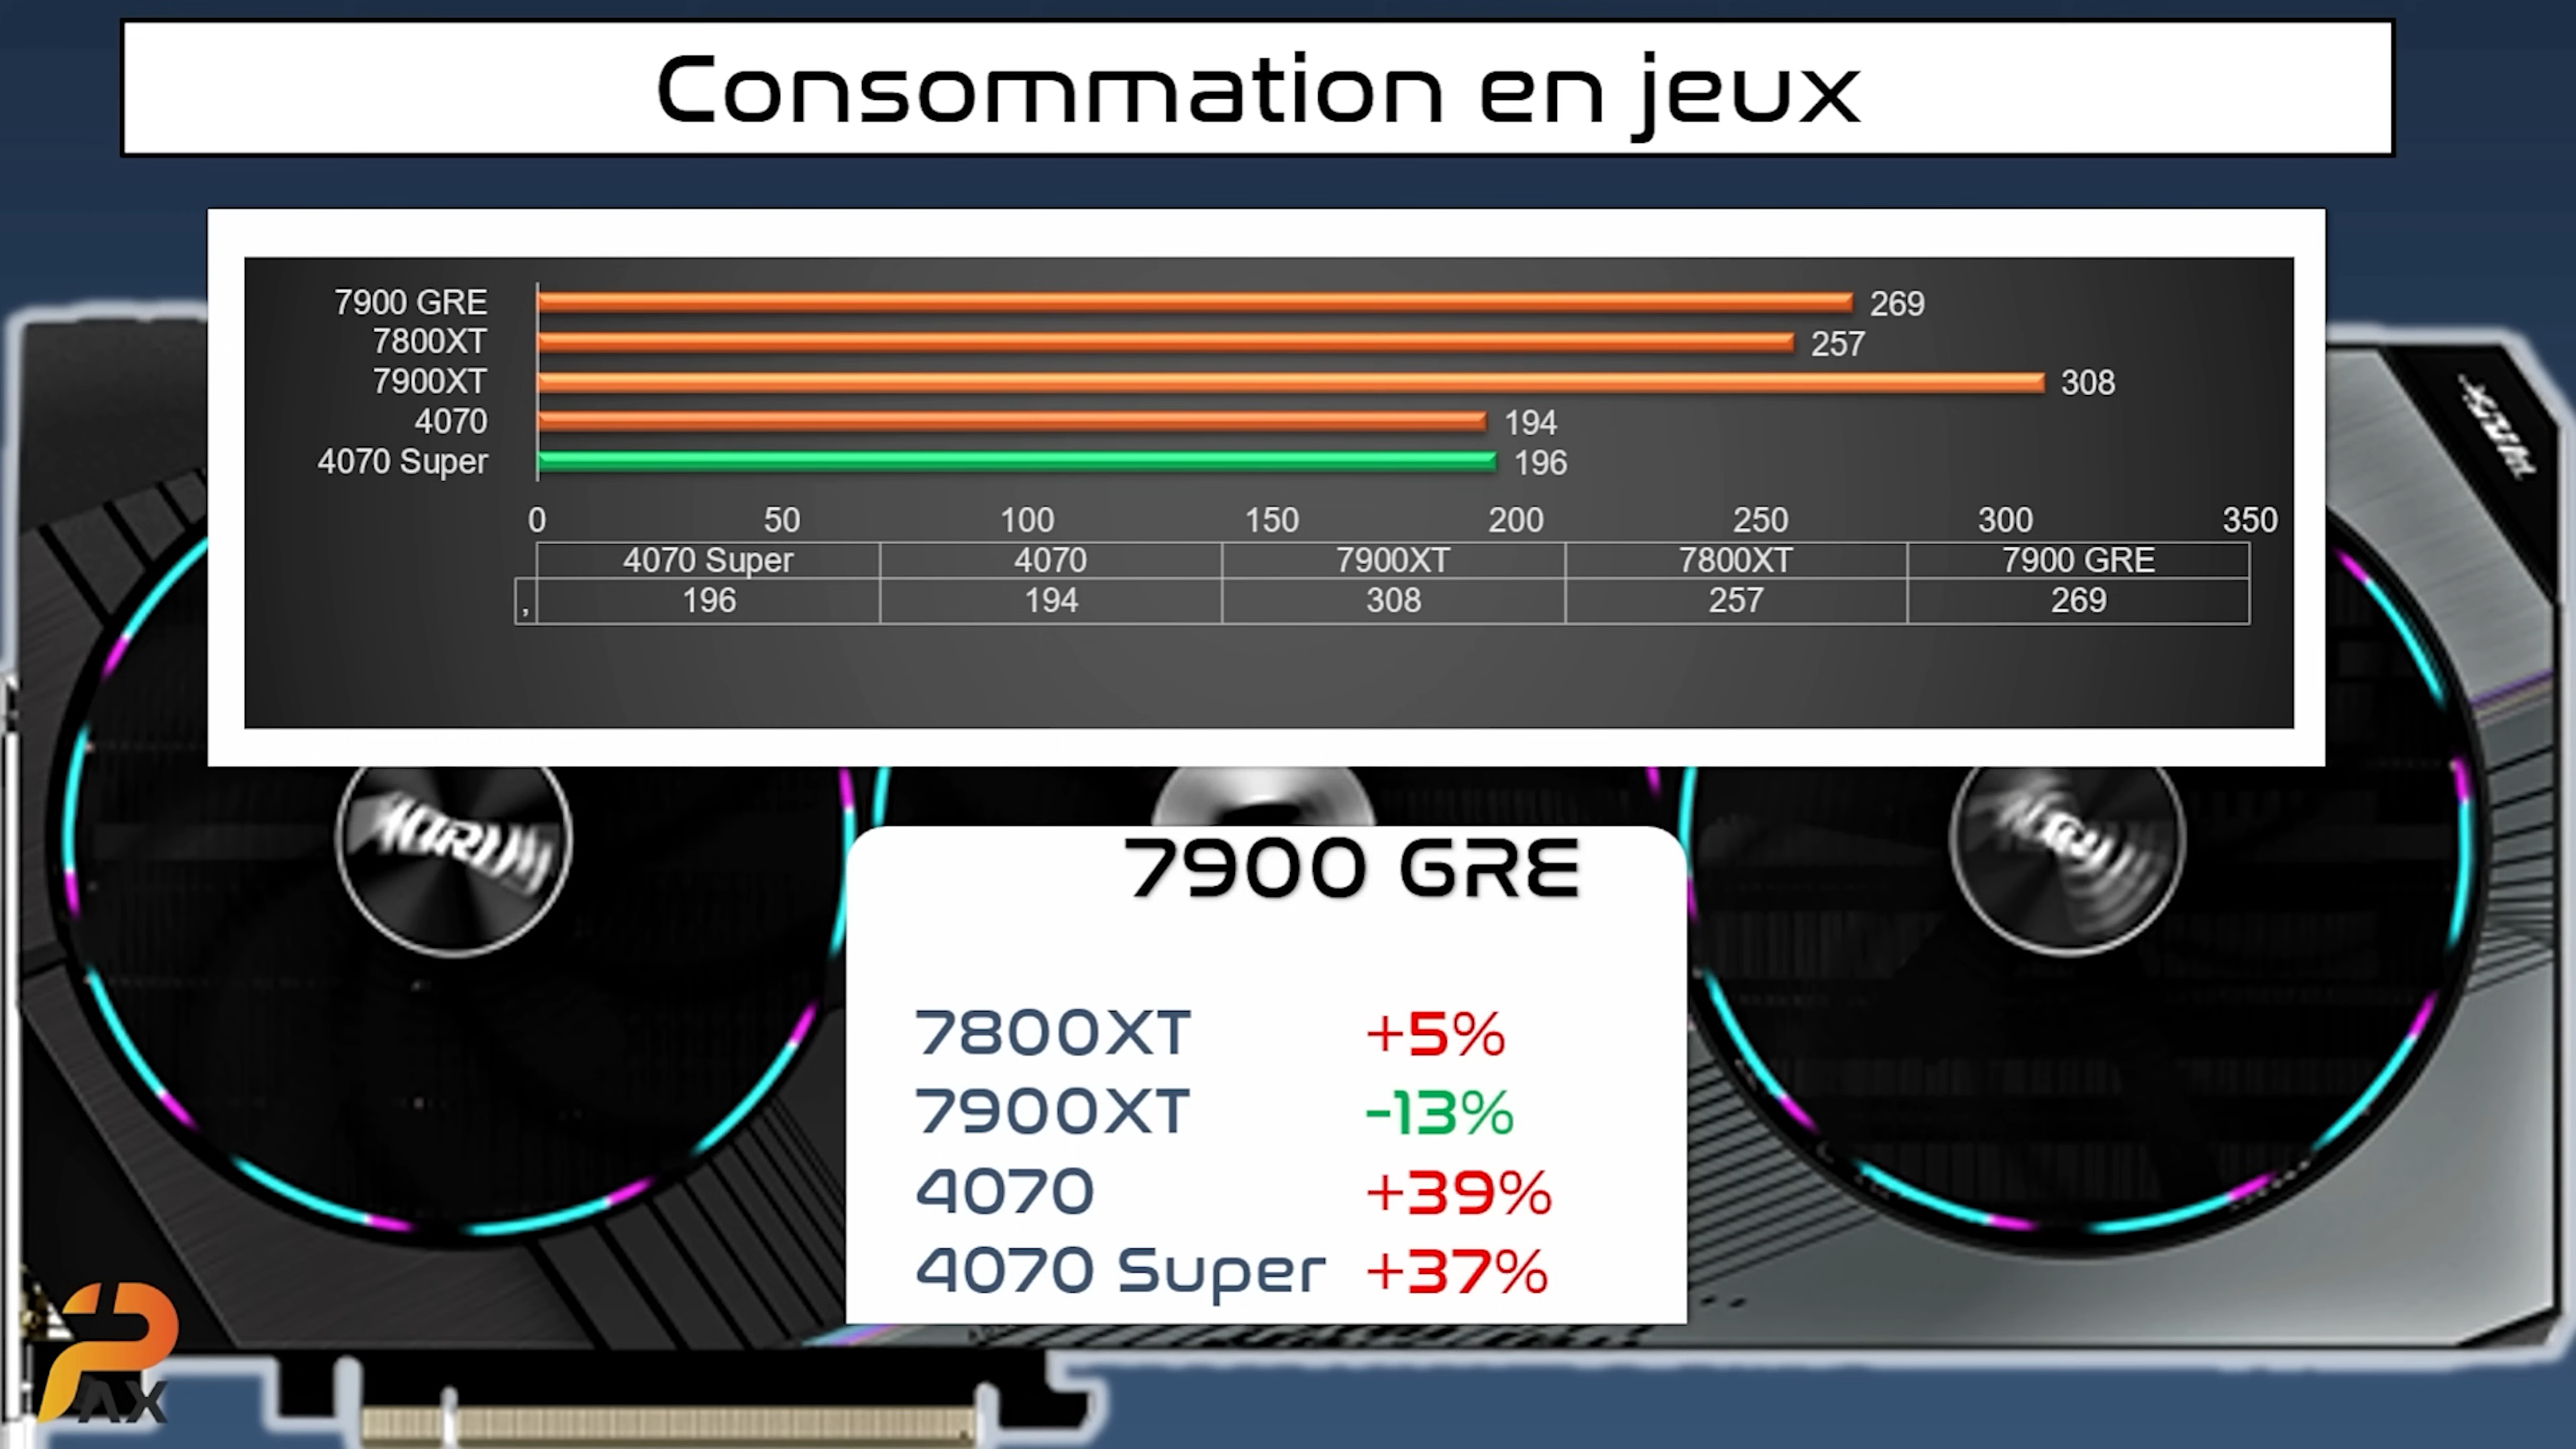 Consommation en jeux
7900 GRE 269
7800XT 257
7900XT 308
4070 194
4070 Super 196
0 50 100 150 200 250 300 350
4070 Super 4070 7900XT 7800XT 7900 GRE
, 196 194 308 257 269
7900 GRE
7800XT +5%
7900XT -13%
4070 +39%
4070 Super +37%
PAX